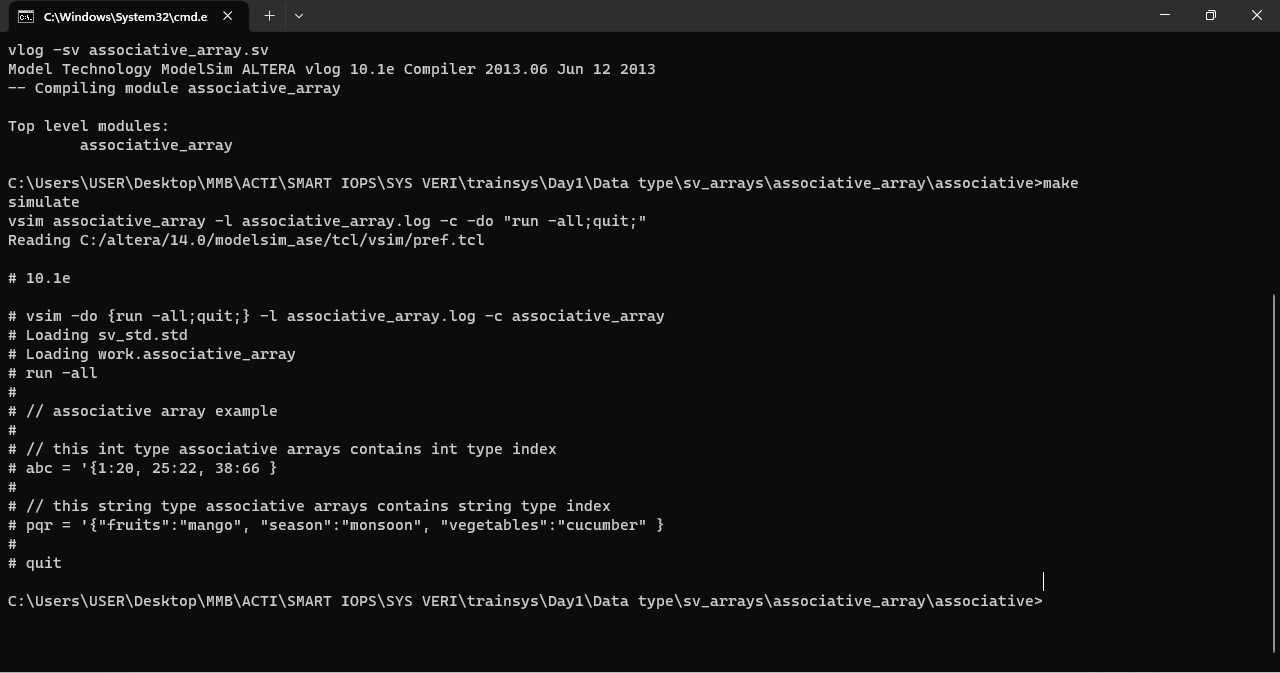 C:\Windows\System32\cmd.e
vlog -sv associative_array.sv
Model Technology ModelSim ALTERA vlog 10.1e Compiler 2013.06 Jun 12 2013
-- Compiling module associative_array
Top level modules:
        associative_array
C:\Users\USER\Desktop\MMB\ACTI\SMART IOPS\SYS VERI\trainsys\Day1\Data type\sv_arrays\associative_array\associative>make
simulate
vsim associative_array -l associative_array.log -c -do "run -all;quit;"
Reading C:/altera/14.0/modelsim_ase/tcl/vsim/pref.tcl
# 10.1e
# vsim -do {run -all;quit;} -l associative_array.log -c associative_array
# Loading sv_std.std
# Loading work.associative_array
# run -all
#
# // associative array example
#
# // this int type associative arrays contains int type index
# abc = '{1:20, 25:22, 38:66 }
#
# // this string type associative arrays contains string type index
# pqr = '{"fruits":"mango", "season":"monsoon", "vegetables":"cucumber" }
#
# quit
C:\Users\USER\Desktop\MMB\ACTI\SMART IOPS\SYS VERI\trainsys\Day1\Data type\sv_arrays\associative_array\associative>